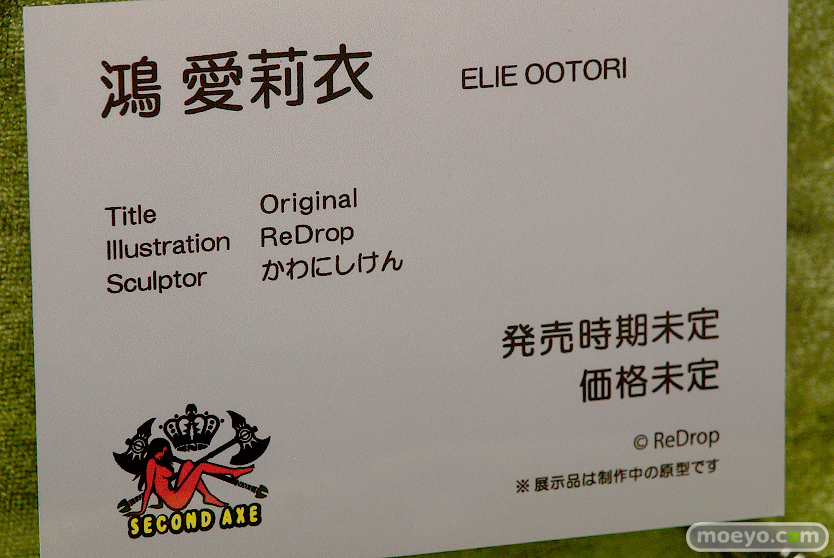 鴻 愛莉衣 ELIE OOTORI
Title Original
Illustration ReDrop
Sculptor かわにしけん
発売時期未定
価格未定
© ReDrop
※展示品は制作中の原型です
SECOND AXE
moeyo.com